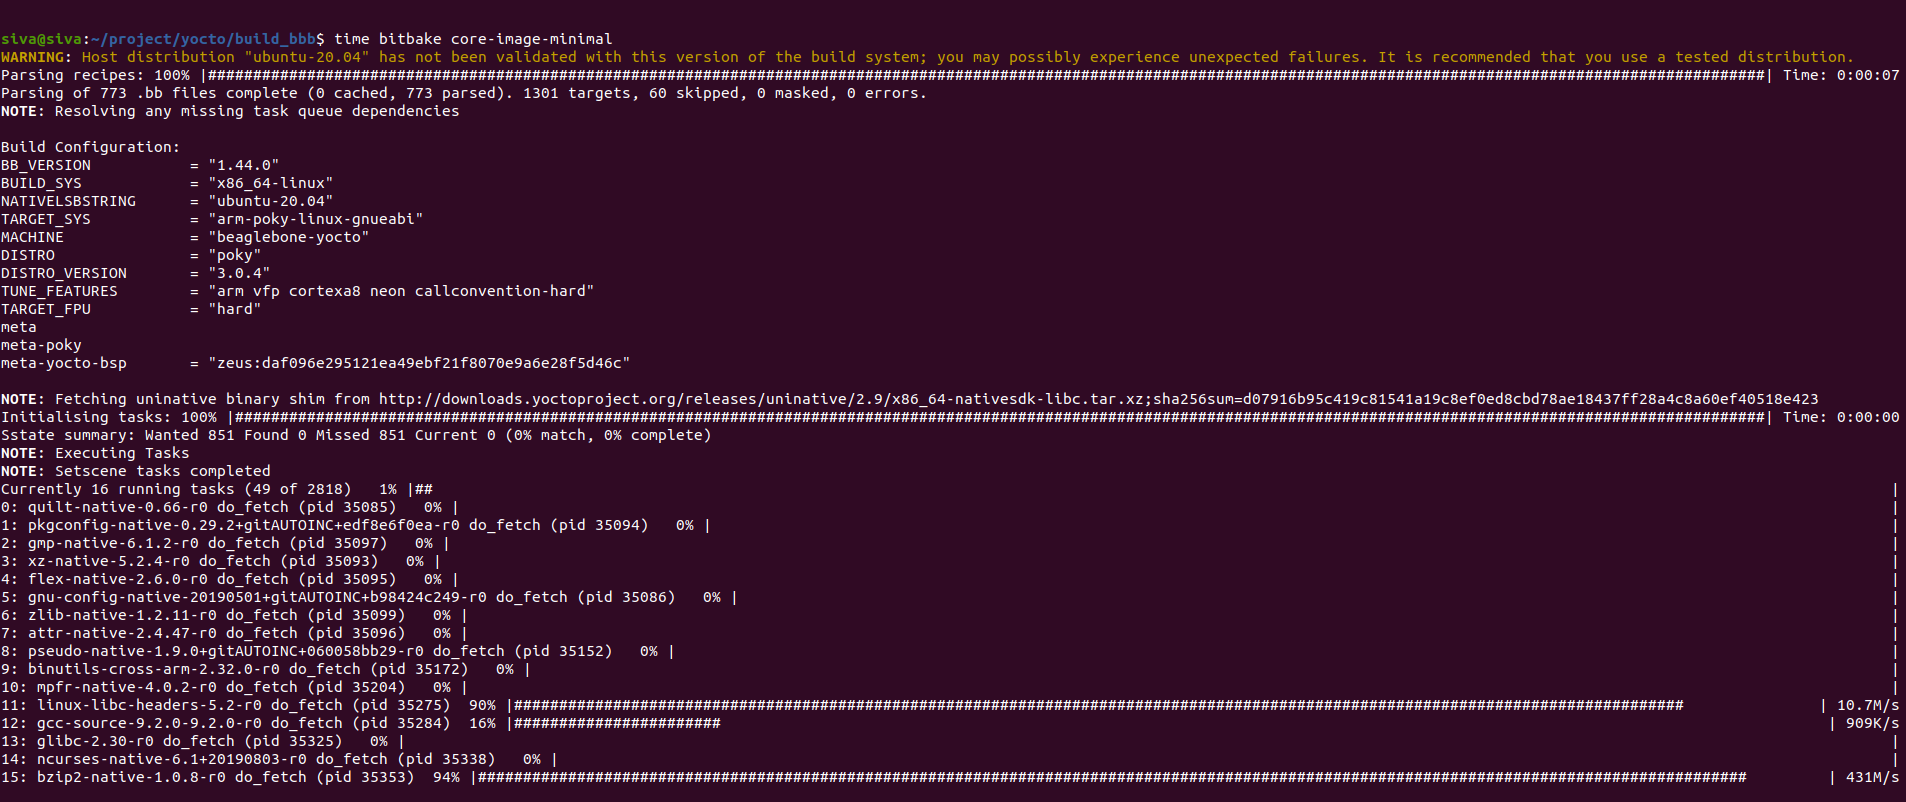 siva@siva:~/project/yocto/build_bbb$ time bitbake core-image-minimal
WARNING: Host distribution "ubuntu-20.04" has not been validated with this version of the build system; you may possibly experience unexpected failures. It is recommended that you use a tested distribution.
Parsing recipes: 100% |#############################################################################################################################################################################| Time: 0:00:07
Parsing of 773 .bb files complete (0 cached, 773 parsed). 1301 targets, 60 skipped, 0 masked, 0 errors.
NOTE: Resolving any missing task queue dependencies
Build Configuration:
BB_VERSION           = "1.44.0"
BUILD_SYS            = "x86_64-linux"
NATIVELSBSTRING      = "ubuntu-20.04"
TARGET_SYS           = "arm-poky-linux-gnueabi"
MACHINE              = "beaglebone-yocto"
DISTRO               = "poky"
DISTRO_VERSION       = "3.0.4"
TUNE_FEATURES        = "arm vfp cortexa8 neon callconvention-hard"
TARGET_FPU           = "hard"
meta
meta-poky
meta-yocto-bsp       = "zeus:daf096e295121ea49ebf21f8070e9a6e28f5d46c"
NOTE: Fetching uninative binary shim from http://downloads.yoctoproject.org/releases/uninative/2.9/x86_64-nativesdk-libc.tar.xz;sha256sum=d07916b95c419c81541a19c8ef0ed8cbd78ae18437ff28a4c8a60ef40518e423
Initialising tasks: 100% |##########################################################################################################################################################################| Time: 0:00:00
Sstate summary: Wanted 851 Found 0 Missed 851 Current 0 (0% match, 0% complete)
NOTE: Executing Tasks
NOTE: Setscene tasks completed
Currently 16 running tasks (49 of 2818)   1% |## |
0: quilt-native-0.66-r0 do_fetch (pid 35085)   0% | |
1: pkgconfig-native-0.29.2+gitAUTOINC+edf8e6f0ea-r0 do_fetch (pid 35094)   0% | |
2: gmp-native-6.1.2-r0 do_fetch (pid 35097)   0% | |
3: xz-native-5.2.4-r0 do_fetch (pid 35093)   0% | |
4: flex-native-2.6.0-r0 do_fetch (pid 35095)   0% | |
5: gnu-config-native-20190501+gitAUTOINC+b98424c249-r0 do_fetch (pid 35086)   0% | |
6: zlib-native-1.2.11-r0 do_fetch (pid 35099)   0% | |
7: attr-native-2.4.47-r0 do_fetch (pid 35096)   0% | |
8: pseudo-native-1.9.0+gitAUTOINC+060058bb29-r0 do_fetch (pid 35152)   0% | |
9: binutils-cross-arm-2.32.0-r0 do_fetch (pid 35172)   0% | |
10: mpfr-native-4.0.2-r0 do_fetch (pid 35204)   0% | |
11: linux-libc-headers-5.2-r0 do_fetch (pid 35275)  90% |################################################################################################################################## | 10.7M/s
12: gcc-source-9.2.0-9.2.0-r0 do_fetch (pid 35284)  16% |####################### | 909K/s
13: glibc-2.30-r0 do_fetch (pid 35325)   0% | |
14: ncurses-native-6.1+20190803-r0 do_fetch (pid 35338)   0% | |
15: bzip2-native-1.0.8-r0 do_fetch (pid 35353)  94% |############################################################################################################################################# | 431M/s